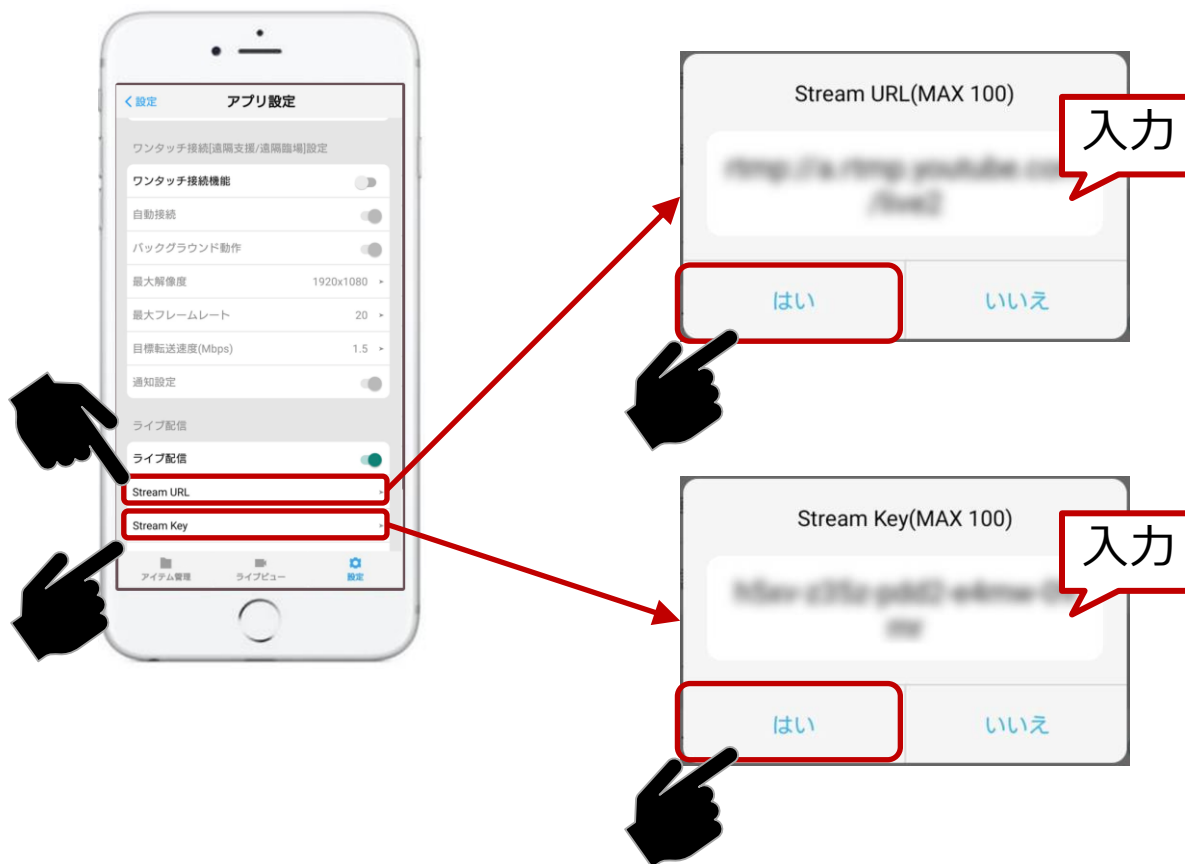 設定
アプリ設定
ワンタッチ接続[遠隔支援/遠隔臨場]設定
ワンタッチ接続機能
自動接続
バックグラウンド動作
最大解像度 1920x1080
最大フレームレート 20
目標転送速度(Mbps) 1.5
通知設定
ライブ配信
ライブ配信
Stream URL
Stream Key
アイテム管理 ライブビュー 設定
Stream URL(MAX 100)
入力
はい いいえ
Stream Key(MAX 100)
入力
はい いいえ